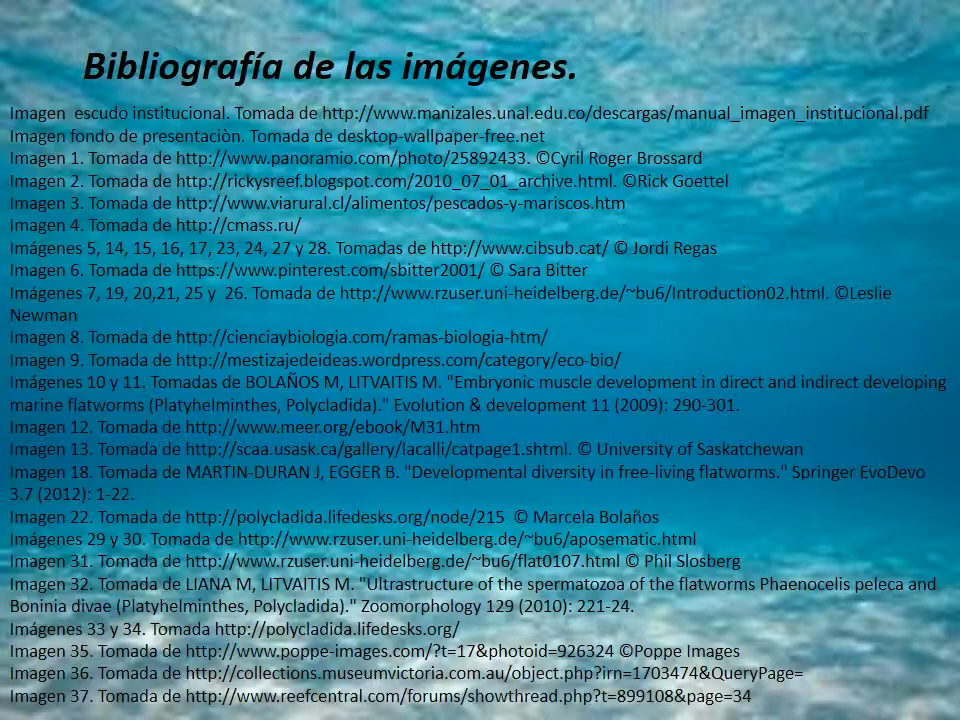 Bibliografía de las imágenes.
Imagen  escudo institucional. Tomada de http://www.manizales.unal.edu.co/descargas/manual_imagen_institucional.pdf
Imagen fondo de presentaciòn. Tomada de desktop-wallpaper-free.net
Imagen 1. Tomada de http://www.panoramio.com/photo/25892433. ©Cyril Roger Brossard
Imagen 2. Tomada de http://rickysreef.blogspot.com/2010_07_01_archive.html. ©Rick Goettel
Imagen 3. Tomada de http://www.viarural.cl/alimentos/pescados-y-mariscos.htm
Imagen 4. Tomada de http://cmass.ru/
Imágenes 5, 14, 15, 16, 17, 23, 24, 27 y 28. Tomadas de http://www.cibsub.cat/ © Jordi Regas
Imagen 6. Tomada de https://www.pinterest.com/sbitter2001/ © Sara Bitter
Imágenes 7, 19, 20,21, 25 y  26. Tomada de http://www.rzuser.uni-heidelberg.de/~bu6/Introduction02.html. ©Leslie
Newman
Imagen 8. Tomada de http://cienciaybiologia.com/ramas-biologia-htm/
Imagen 9. Tomada de http://mestizajedeideas.wordpress.com/category/eco-bio/
Imágenes 10 y 11. Tomadas de BOLAÑOS M, LITVAITIS M. "Embryonic muscle development in direct and indirect developing
marine flatworms (Platyhelminthes, Polycladida)." Evolution & development 11 (2009): 290-301.
Imagen 12. Tomada de http://www.meer.org/ebook/M31.htm
Imagen 13. Tomada de http://scaa.usask.ca/gallery/lacalli/catpage1.shtml. © University of Saskatchewan
Imagen 18. Tomada de MARTIN-DURAN J, EGGER B. "Developmental diversity in free-living flatworms." Springer EvoDevo
3.7 (2012): 1-22.
Imagen 22. Tomada de http://polycladida.lifedesks.org/node/215  © Marcela Bolaños
Imágenes 29 y 30. Tomada de http://www.rzuser.uni-heidelberg.de/~bu6/aposematic.html
Imagen 31. Tomada de http://www.rzuser.uni-heidelberg.de/~bu6/flat0107.html © Phil Slosberg
Imagen 32. Tomada de LIANA M, LITVAITIS M. "Ultrastructure of the spermatozoa of the flatworms Phaenocelis peleca and
Boninia divae (Platyhelminthes, Polycladida)." Zoomorphology 129 (2010): 221-24.
Imágenes 33 y 34. Tomada http://polycladida.lifedesks.org/
Imagen 35. Tomada de http://www.poppe-images.com/?t=17&photoid=926324 ©Poppe Images
Imagen 36. Tomada de http://collections.museumvictoria.com.au/object.php?irn=1703474&QueryPage=
Imagen 37. Tomada de http://www.reefcentral.com/forums/showthread.php?t=899108&page=34